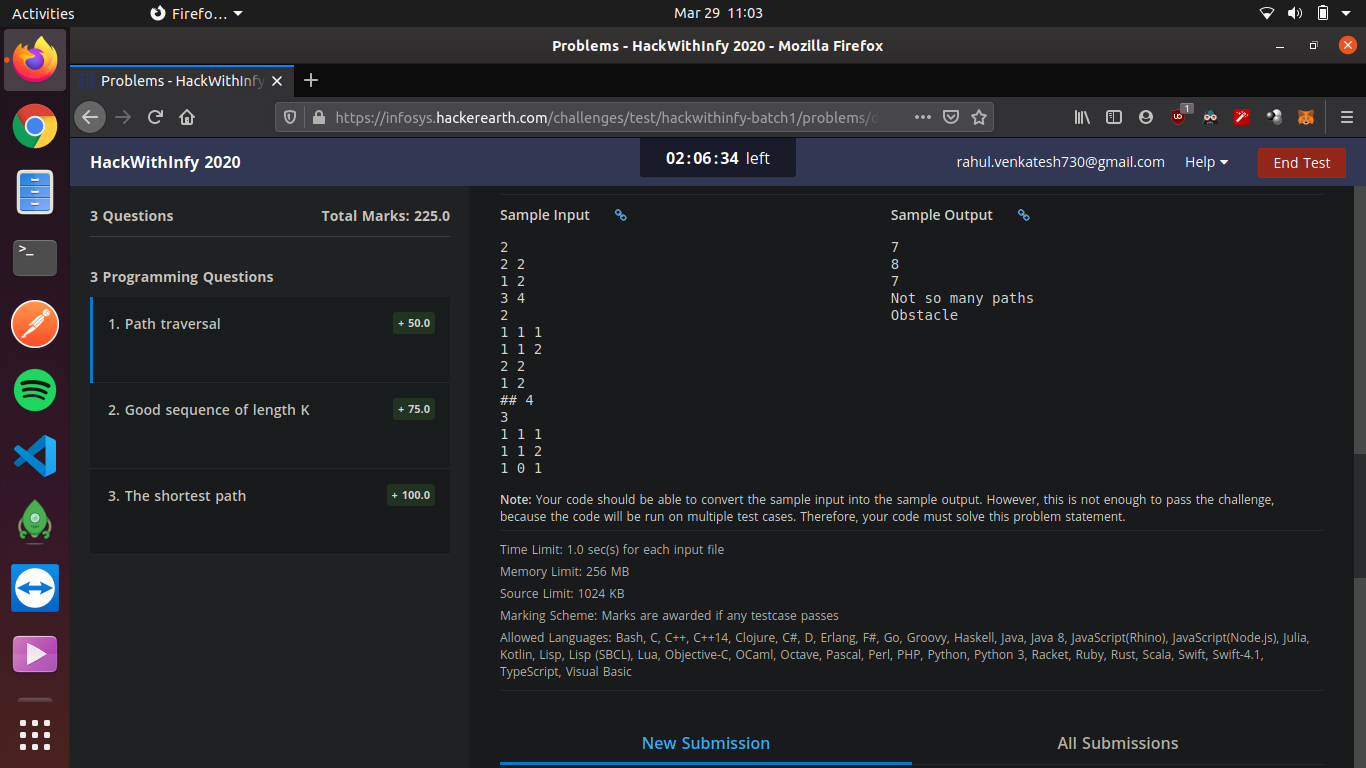 Activities
Firefo…
Mar 29 11:03
Problems - HackWithInfy 2020 - Mozilla Firefox
Problems - HackWithInfy
https://infosys.hackerearth.com/challenges/test/hackwithinfy-batch1/problems/
1
HackWithInfy 2020
02:06:34 left
rahul.venkatesh730@gmail.com
Help
End Test
3 Questions
Total Marks: 225.0
3 Programming Questions
1. Path traversal
+ 50.0
2. Good sequence of length K
+ 75.0
3. The shortest path
+ 100.0
Sample Input
2
2 2
1 2
3 4
2
1 1 1
1 1 2
2 2
1 2
## 4
3
1 1 1
1 1 2
1 0 1
Sample Output
7
8
7
Not so many paths
Obstacle
Note: Your code should be able to convert the sample input into the sample output. However, this is not enough to pass the challenge,
because the code will be run on multiple test cases. Therefore, your code must solve this problem statement.
Time Limit: 1.0 sec(s) for each input file
Memory Limit: 256 MB
Source Limit: 1024 KB
Marking Scheme: Marks are awarded if any testcase passes
Allowed Languages: Bash, C, C++, C++14, Clojure, C#, D, Erlang, F#, Go, Groovy, Haskell, Java, Java 8, JavaScript(Rhino), JavaScript(Node.js), Julia,
Kotlin, Lisp, Lisp (SBCL), Lua, Objective-C, OCaml, Octave, Pascal, Perl, PHP, Python, Python 3, Racket, Ruby, Rust, Scala, Swift, Swift-4.1,
TypeScript, Visual Basic
New Submission
All Submissions